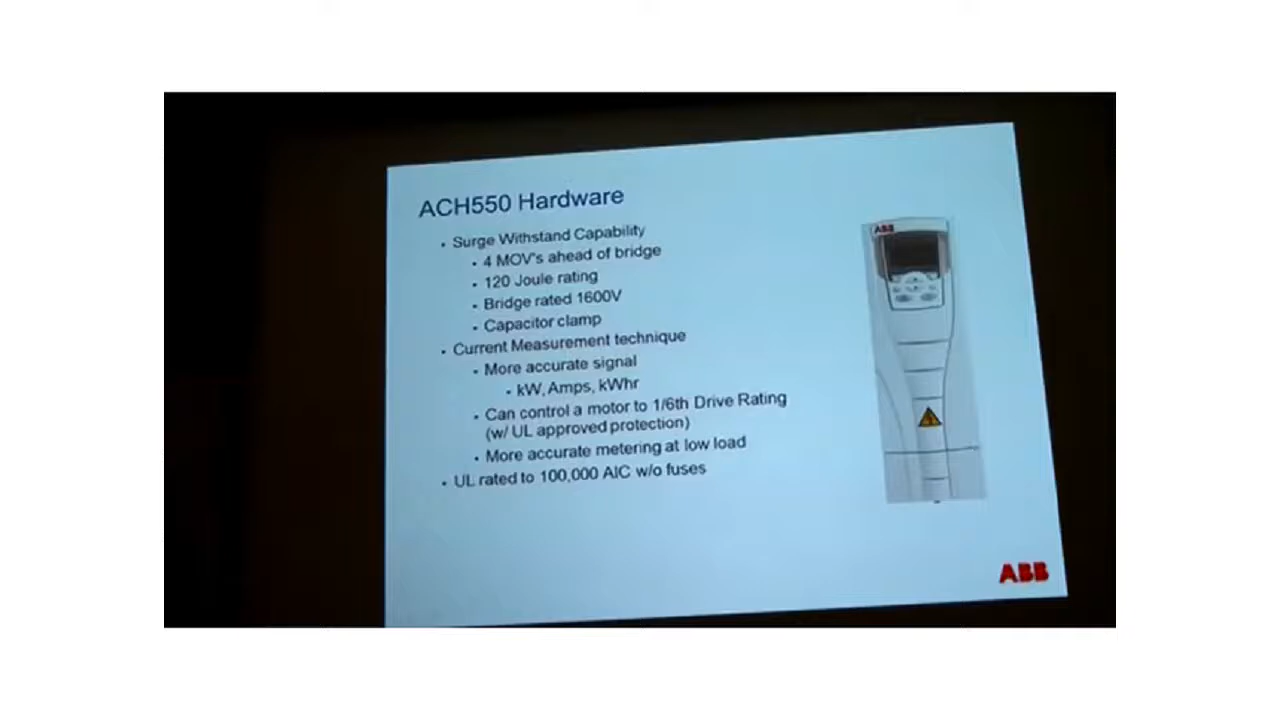 ACH550 Hardware
• Surge Withstand Capability
• 4 MOV's ahead of bridge
• 120 Joule rating
• Bridge rated 1600V
• Capacitor clamp
• Current Measurement technique
• More accurate signal
• kW, Amps, kWhr
• Can control a motor to 1/6th Drive Rating
(w/ UL approved protection)
• More accurate metering at low load
• UL rated to 100,000 AIC w/o fuses
ABB
ABB